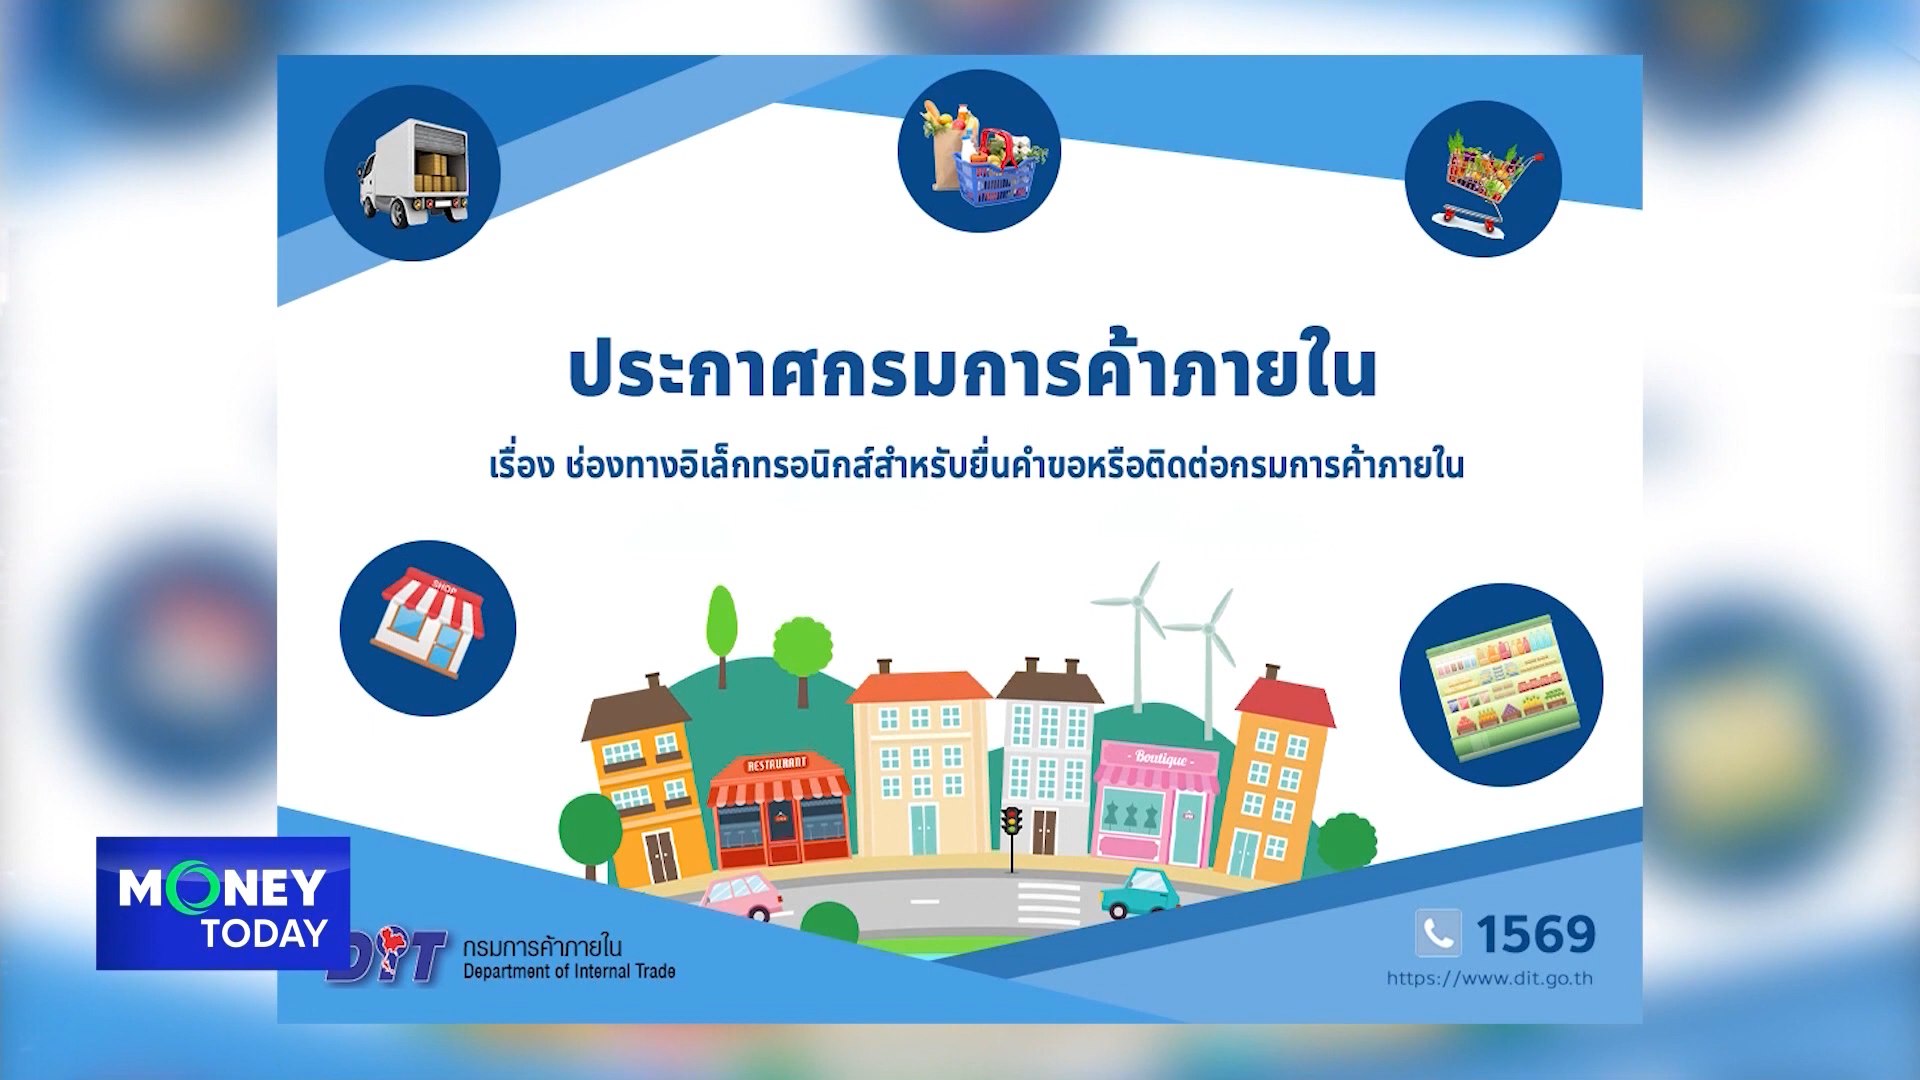 ประกาศกรมการค้าภายใน
เรื่อง ช่องทางอิเล็กทรอนิกส์สำหรับยื่นคำขอหรือติดต่อกรมการค้าภายใน
SHOP
RESTAURANT
- Boutique -
MONEY
TODAY
DIT
กรมการค้าภายใน
Department of Internal Trade
1569
https://www.dit.go.th